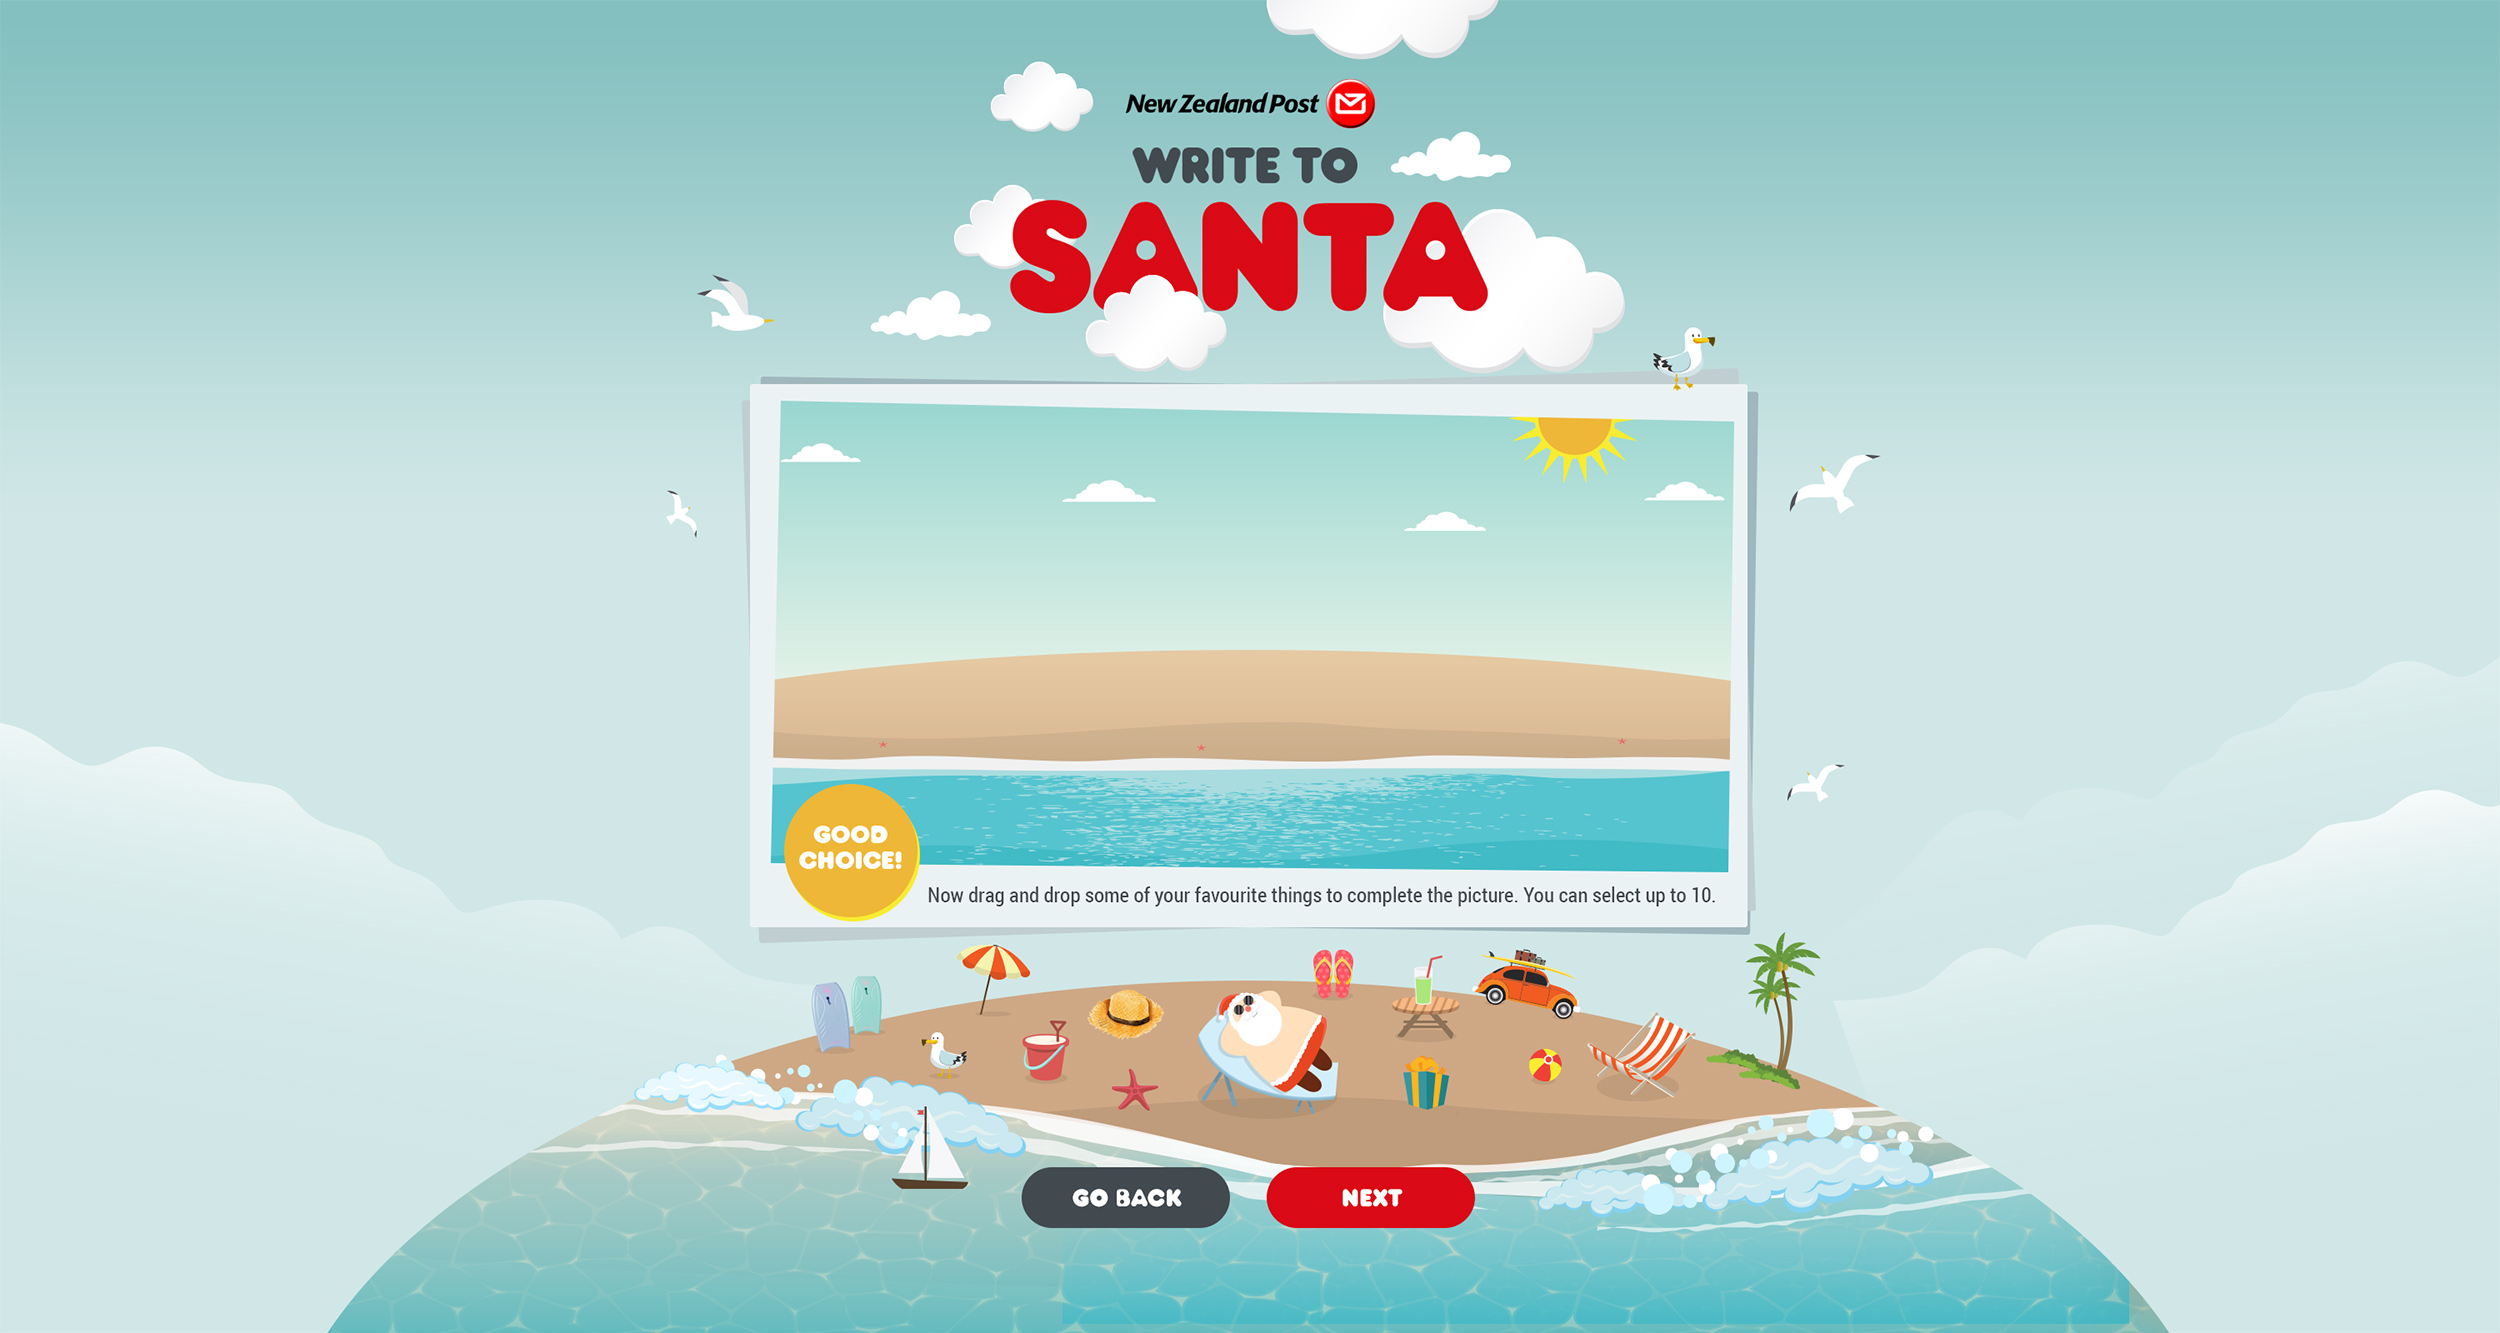 New Zealand Post
WRITE TO
SANTA
GOOD
CHOICE!
Now drag and drop some of your favourite things to complete the picture. You can select up to 10.
GO BACK
NEXT